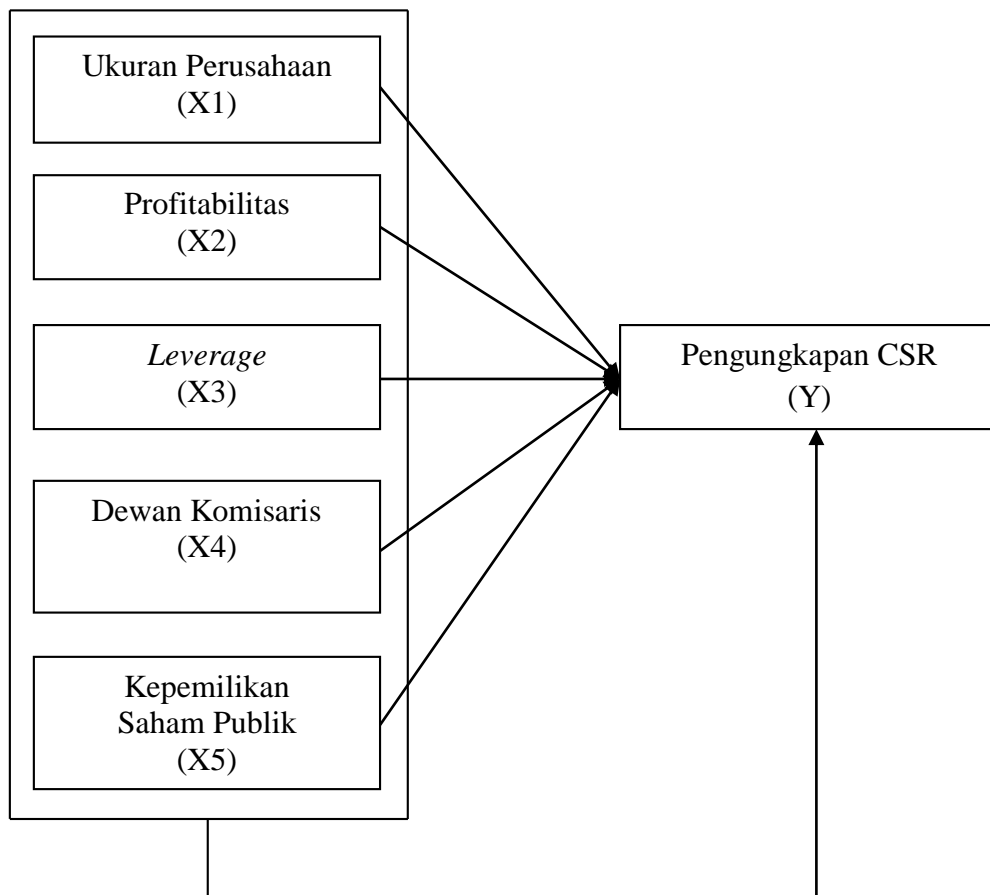 Ukuran Perusahaan
(X1)
Profitabilitas
(X2)
Leverage
(X3)
Dewan Komisaris
(X4)
Kepemilikan
Saham Publik
(X5)
Pengungkapan CSR
(Y)